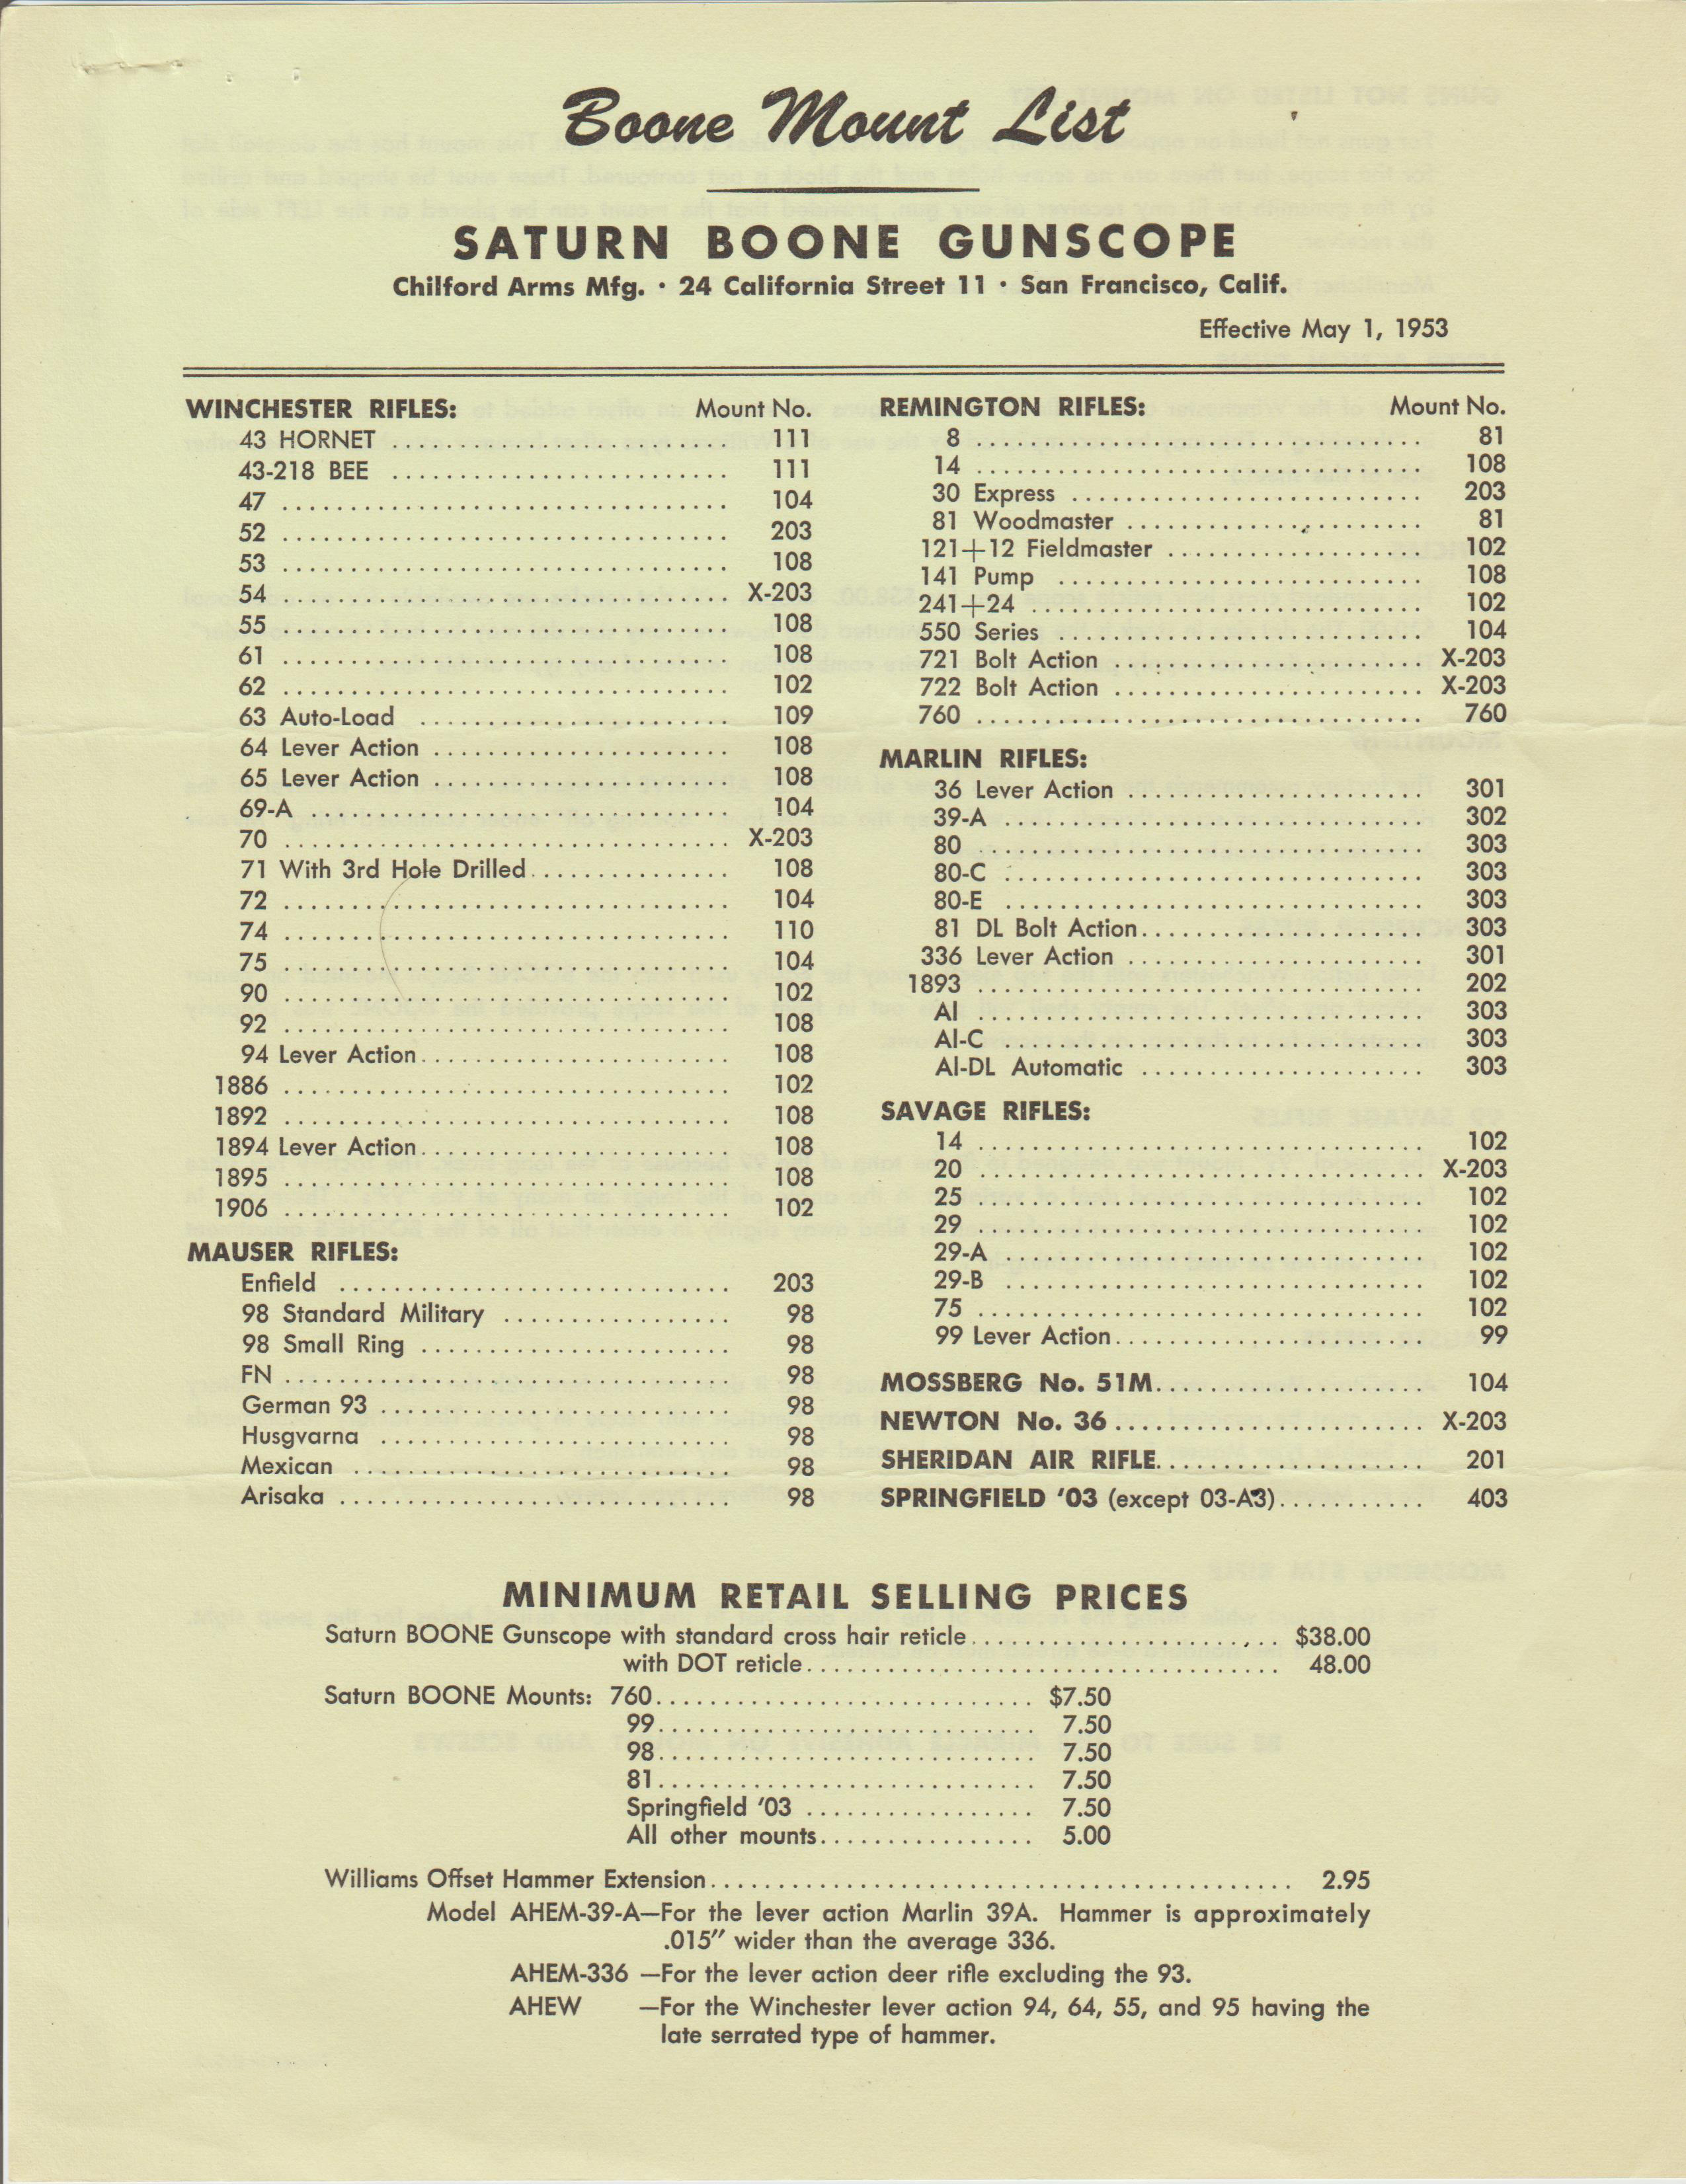 Boone Mount List
SATURN BOONE GUNSCOPE
Chilford Arms Mfg. • 24 California Street 11 • San Francisco, Calif.
Effective May 1, 1953
WINCHESTER RIFLES: Mount No.
43 HORNET ........................ 111
43-218 BEE ........................ 111
47 ................................ 104
52 ................................ 203
53 ................................ 108
54 ................................ X-203
55 ................................ 108
61 ................................ 108
62 ................................ 102
63 Auto-Load ...................... 109
64 Lever Action ..................... 108
65 Lever Action ..................... 108
69-A .............................. 104
70 ................................ X-203
71 With 3rd Hole Drilled............... 108
72 ................................ 104
74 ................................ 110
75 ................................ 104
90 ................................ 102
92 ................................ 108
94 Lever Action...................... 108
1886 ................................ 102
1892 ................................ 108
1894 Lever Action...................... 108
1895 ................................ 108
1906 ................................ 102
MAUSER RIFLES:
Enfield ............................ 203
98 Standard Military ................. 98
98 Small Ring ...................... 98
FN ................................ 98
German 93 ......................... 98
Husgvarna ......................... 98
Mexican ........................... 98
Arisaka ............................ 98
REMINGTON RIFLES: Mount No.
8 ................................. 81
14 ................................ 108
30 Express ......................... 203
81 Woodmaster ...................... 81
121+12 Fieldmaster ................... 102
141 Pump .......................... 108
241+24 ............................ 102
550 Series ........................... 104
721 Bolt Action ....................... X-203
722 Bolt Action ....................... X-203
760 ................................ 760
MARLIN RIFLES:
36 Lever Action ...................... 301
39-A .............................. 302
80 ................................ 303
80-C .............................. 303
80-E .............................. 303
81 DL Bolt Action..................... 303
336 Lever Action ...................... 301
1893 ................................ 202
AI ................................ 303
AI-C .............................. 303
AI-DL Automatic ..................... 303
SAVAGE RIFLES:
14 ................................ 102
20 ................................ X-203
25 ................................ 102
29 ................................ 102
29-A .............................. 102
29-B .............................. 102
75 ................................ 102
99 Lever Action....................... 99
MOSSBERG No. 51M.................... 104
NEWTON No. 36....................... X-203
SHERIDAN AIR RIFLE.................... 201
SPRINGFIELD '03 (except 03-A3)........... 403
MINIMUM RETAIL SELLING PRICES
Saturn BOONE Gunscope with standard cross hair reticle....................... $38.00
with DOT reticle................................... 48.00
Saturn BOONE Mounts: 760............................ $7.50
99............................ 7.50
98............................ 7.50
81............................ 7.50
Springfield '03 ................. 7.50
All other mounts................ 5.00
Williams Offset Hammer Extension........................................... 2.95
Model AHEM-39-A—For the lever action Marlin 39A. Hammer is approximately
.015" wider than the average 336.
AHEM-336 —For the lever action deer rifle excluding the 93.
AHEW —For the Winchester lever action 94, 64, 55, and 95 having the
late serrated type of hammer.